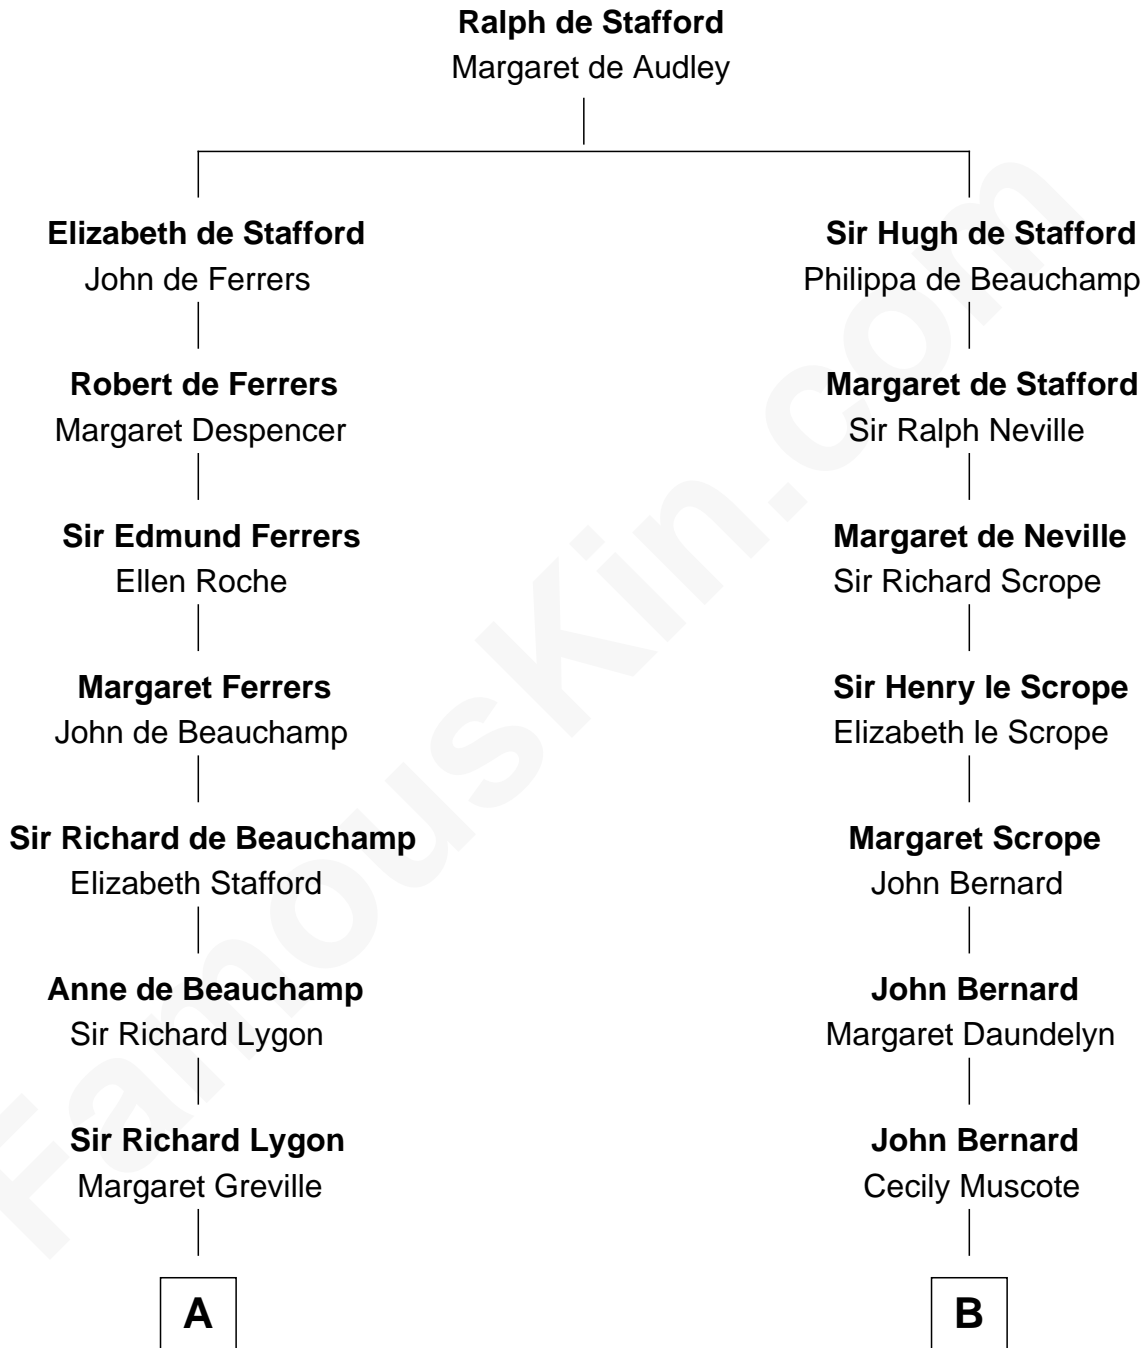 Ralph de Stafford
Margaret de Audley
Elizabeth de Stafford
John de Ferrers
Robert de Ferrers
Margaret Despencer
Sir Edmund Ferrers
Ellen Roche
Margaret Ferrers
John de Beauchamp
Sir Richard de Beauchamp
Elizabeth Stafford
Anne de Beauchamp
Sir Richard Lygon
Sir Richard Lygon
Margaret Greville
A
Sir Hugh de Stafford
Philippa de Beauchamp
Margaret de Stafford
Sir Ralph Neville
Margaret de Neville
Sir Richard Scrope
Sir Henry le Scrope
Elizabeth le Scrope
Margaret Scrope
John Bernard
John Bernard
Margaret Daundelyn
John Bernard
Cecily Muscote
B
FamousKin.com